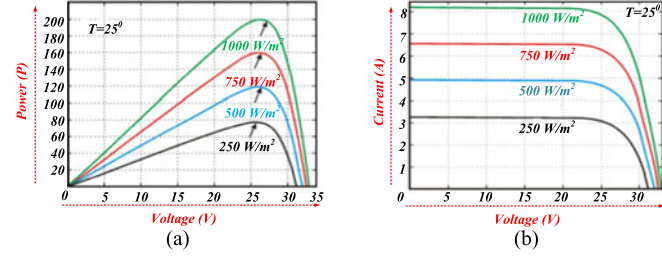 T=25⁰
Power (P)
200
180
160
140
120
100
80
60
40
20
1000 W/m²
750 W/m²
500 W/m²
250 W/m²
0 5 10 15 20 25 30 35
Voltage (V)
(a)
T=25⁰
Current (A)
8
7
6
5
4
3
2
1
1000 W/m²
750 W/m²
500 W/m²
250 W/m²
0 5 10 15 20 25 30
Voltage (V)
(b)